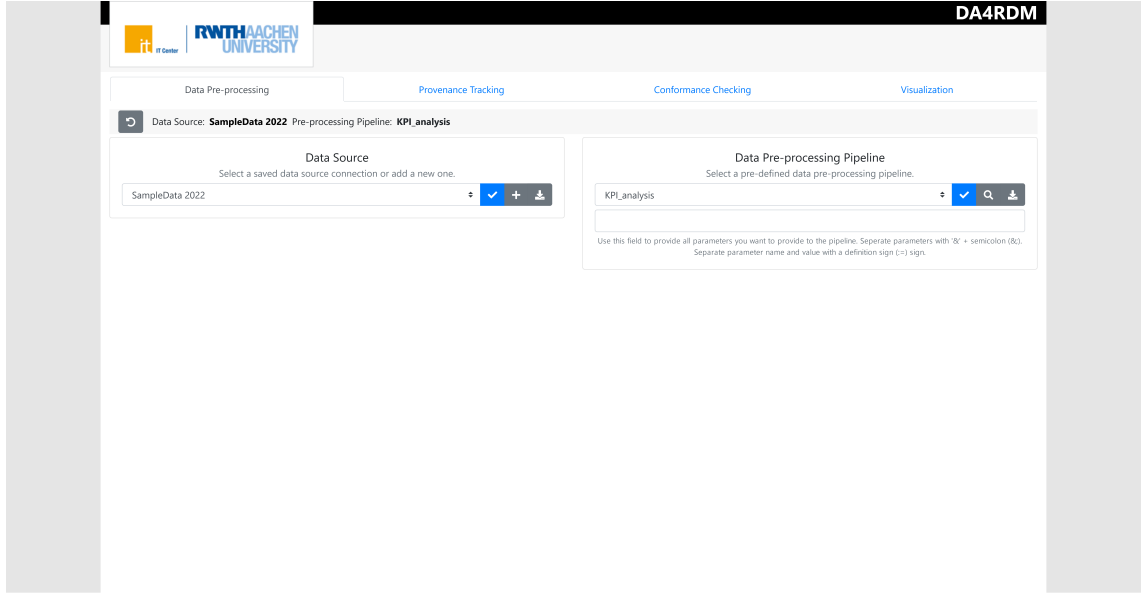 DA4RDM
it IT Center
RWTHAACHEN
UNIVERSITY
Data Pre-processing
Provenance Tracking
Conformance Checking
Visualization
Data Source: SampleData 2022 Pre-processing Pipeline: KPI_analysis
Data Source
Select a saved data source connection or add a new one.
SampleData 2022
Data Pre-processing Pipeline
Select a pre-defined data pre-processing pipeline.
KPI_analysis
Use this field to provide all parameters you want to provide to the pipeline. Seperate parameters with '&' + semicolon (&;).
Separate parameter name and value with a definition sign (:=) sign.